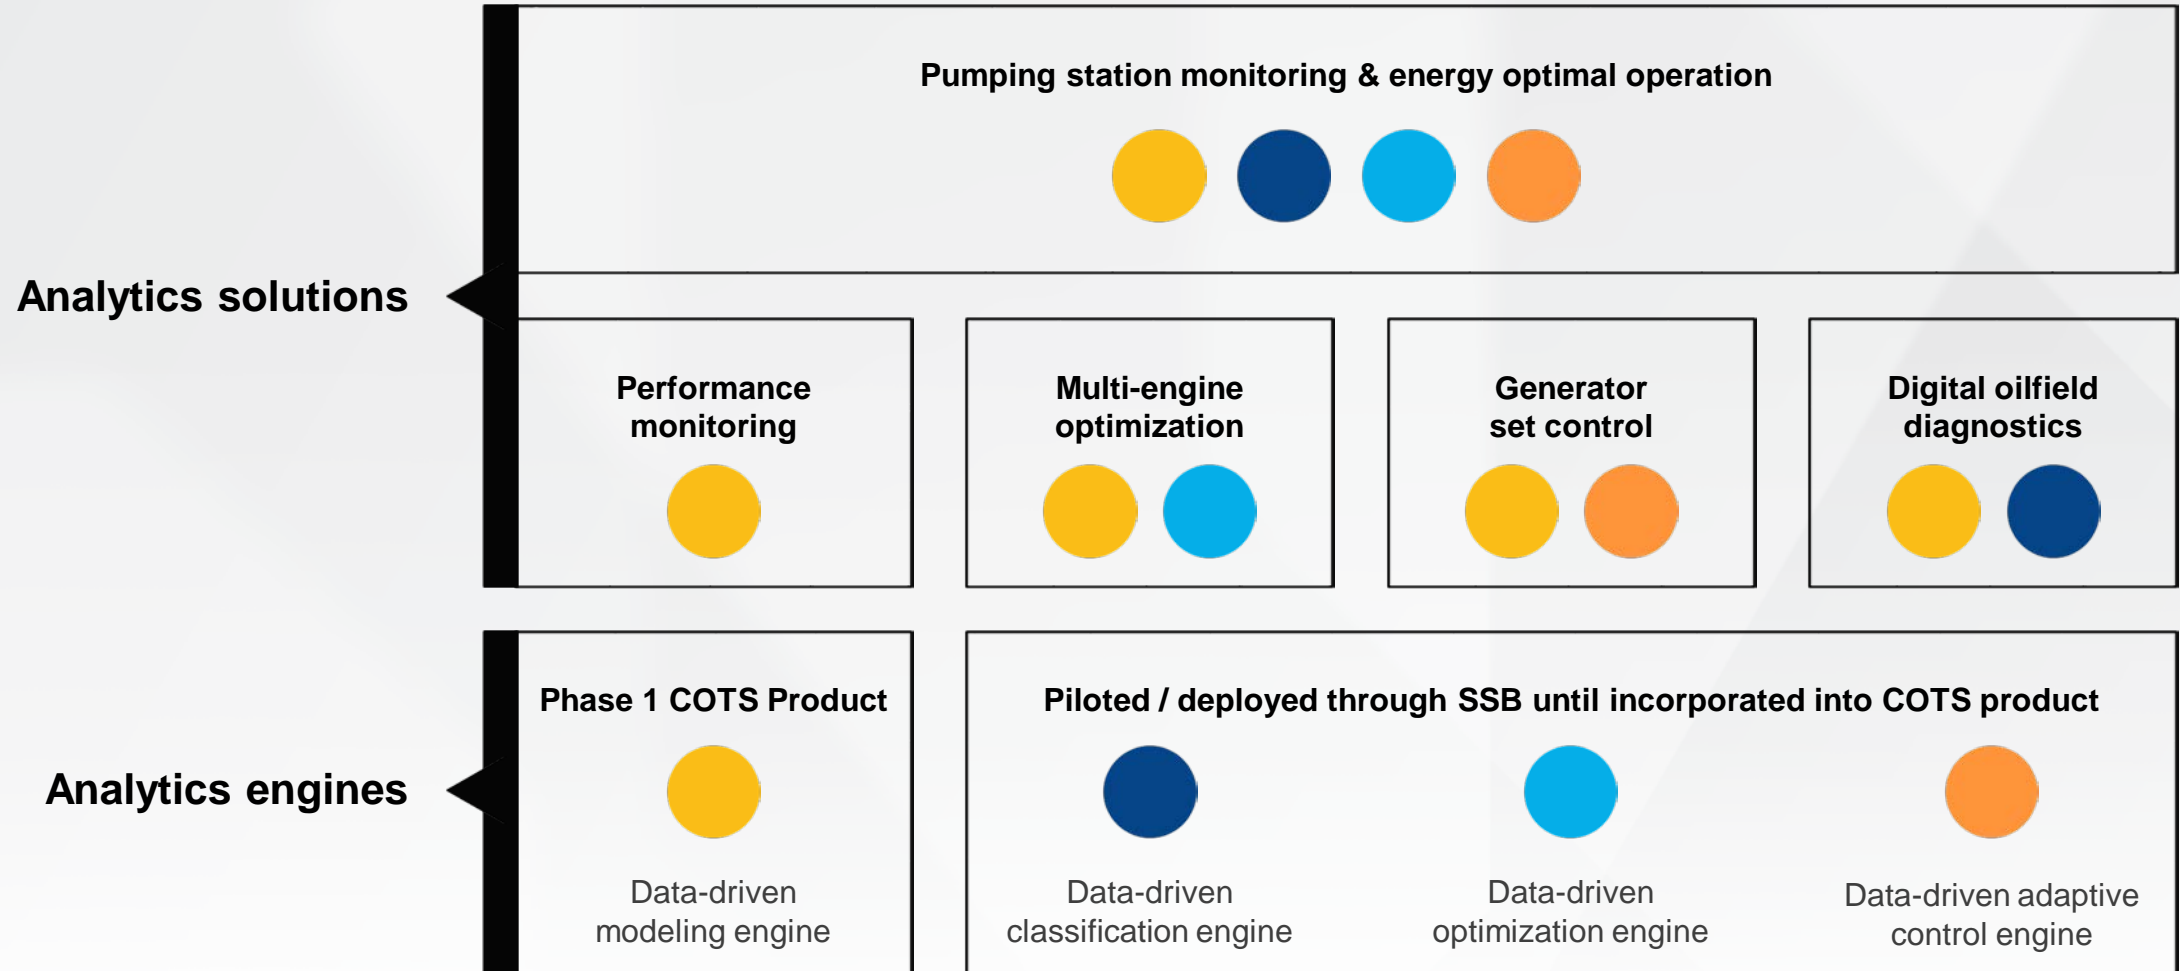 Pumping station monitoring & energy optimal operation
Analytics solutions
Performance
monitoring
Multi-engine
optimization
Generator
set control
Digital oilfield
diagnostics
Phase 1 COTS Product
Piloted / deployed through SSB until incorporated into COTS product
Analytics engines
Data-driven
modeling engine
Data-driven
classification engine
Data-driven
optimization engine
Data-driven adaptive
control engine